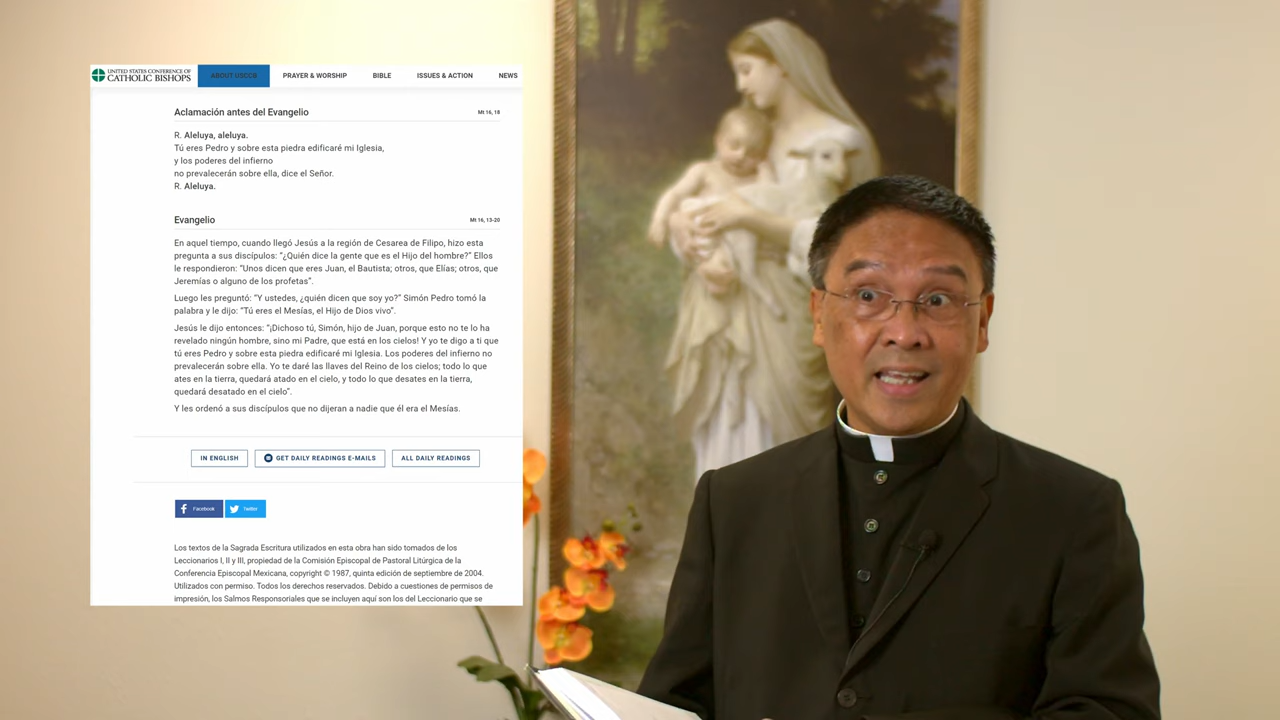 UNITED STATES CONFERENCE OF
CATHOLIC BISHOPS
ABOUT USCCB
PRAYER & WORSHIP
BIBLE
ISSUES & ACTION
NEWS
Aclamación antes del Evangelio
Mt 16, 18
R. Aleluya, aleluya.
Tú eres Pedro y sobre esta piedra edificaré mi Iglesia,
y los poderes del infierno
no prevalecerán sobre ella, dice el Señor.
R. Aleluya.
Evangelio
Mt 16, 13-20
En aquel tiempo, cuando llegó Jesús a la región de Cesarea de Filipo, hizo esta
pregunta a sus discípulos: “¿Quién dice la gente que es el Hijo del hombre?” Ellos
le respondieron: “Unos dicen que eres Juan, el Bautista; otros, que Elías; otros, que
Jeremías o alguno de los profetas”.
Luego les preguntó: “Y ustedes, ¿quién dicen que soy yo?” Simón Pedro tomó la
palabra y le dijo: “Tú eres el Mesías, el Hijo de Dios vivo”.
Jesús le dijo entonces: “¡Dichoso tú, Simón, hijo de Juan, porque esto no te lo ha
revelado ningún hombre, sino mi Padre, que está en los cielos! Y yo te digo a ti que
tú eres Pedro y sobre esta piedra edificaré mi Iglesia. Los poderes del infierno no
prevalecerán sobre ella. Yo te daré las llaves del Reino de los cielos; todo lo que
ates en la tierra, quedará atado en el cielo, y todo lo que desates en la tierra,
quedará desatado en el cielo”.
Y les ordenó a sus discípulos que no dijeran a nadie que él era el Mesías.
IN ENGLISH
GET DAILY READINGS E-MAILS
ALL DAILY READINGS
Facebook
Twitter
Los textos de la Sagrada Escritura utilizados en esta obra han sido tomados de los
Leccionarios I, II y III, propiedad de la Comisión Episcopal de Pastoral Litúrgica de la
Conferencia Episcopal Mexicana, copyright © 1987, quinta edición de septiembre de 2004.
Utilizados con permiso. Todos los derechos reservados. Debido a cuestiones de permisos de
impresión, los Salmos Responsoriales que se incluyen aquí son los del Leccionario que se